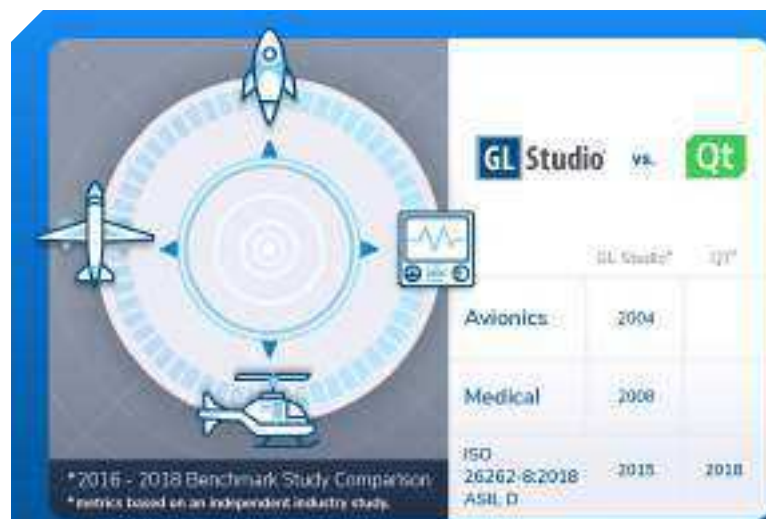 GL Studio vs. Qt
GL Studio* QT*
Avionics 2004
Medical 2008
ISO
26262-8:2018 2015 2018
ASIL D
*2016 - 2018 Benchmark Study Comparison
*metrics based on an independent industry study.